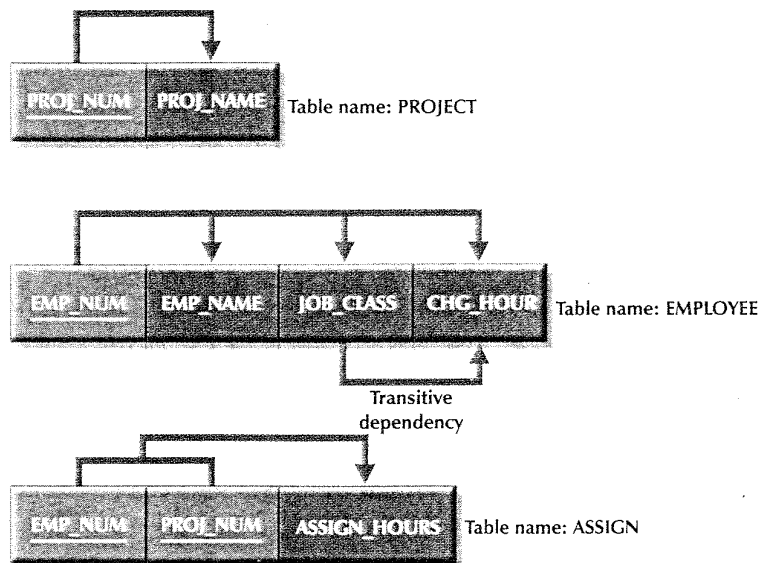 PROJ_NUM PROJ_NAME Table name: PROJECT
EMP_NUM EMP_NAME JOB_CLASS CHG_HOUR Table name: EMPLOYEE
Transitive
dependency
EMP_NUM PROJ_NUM ASSIGN_HOURS Table name: ASSIGN